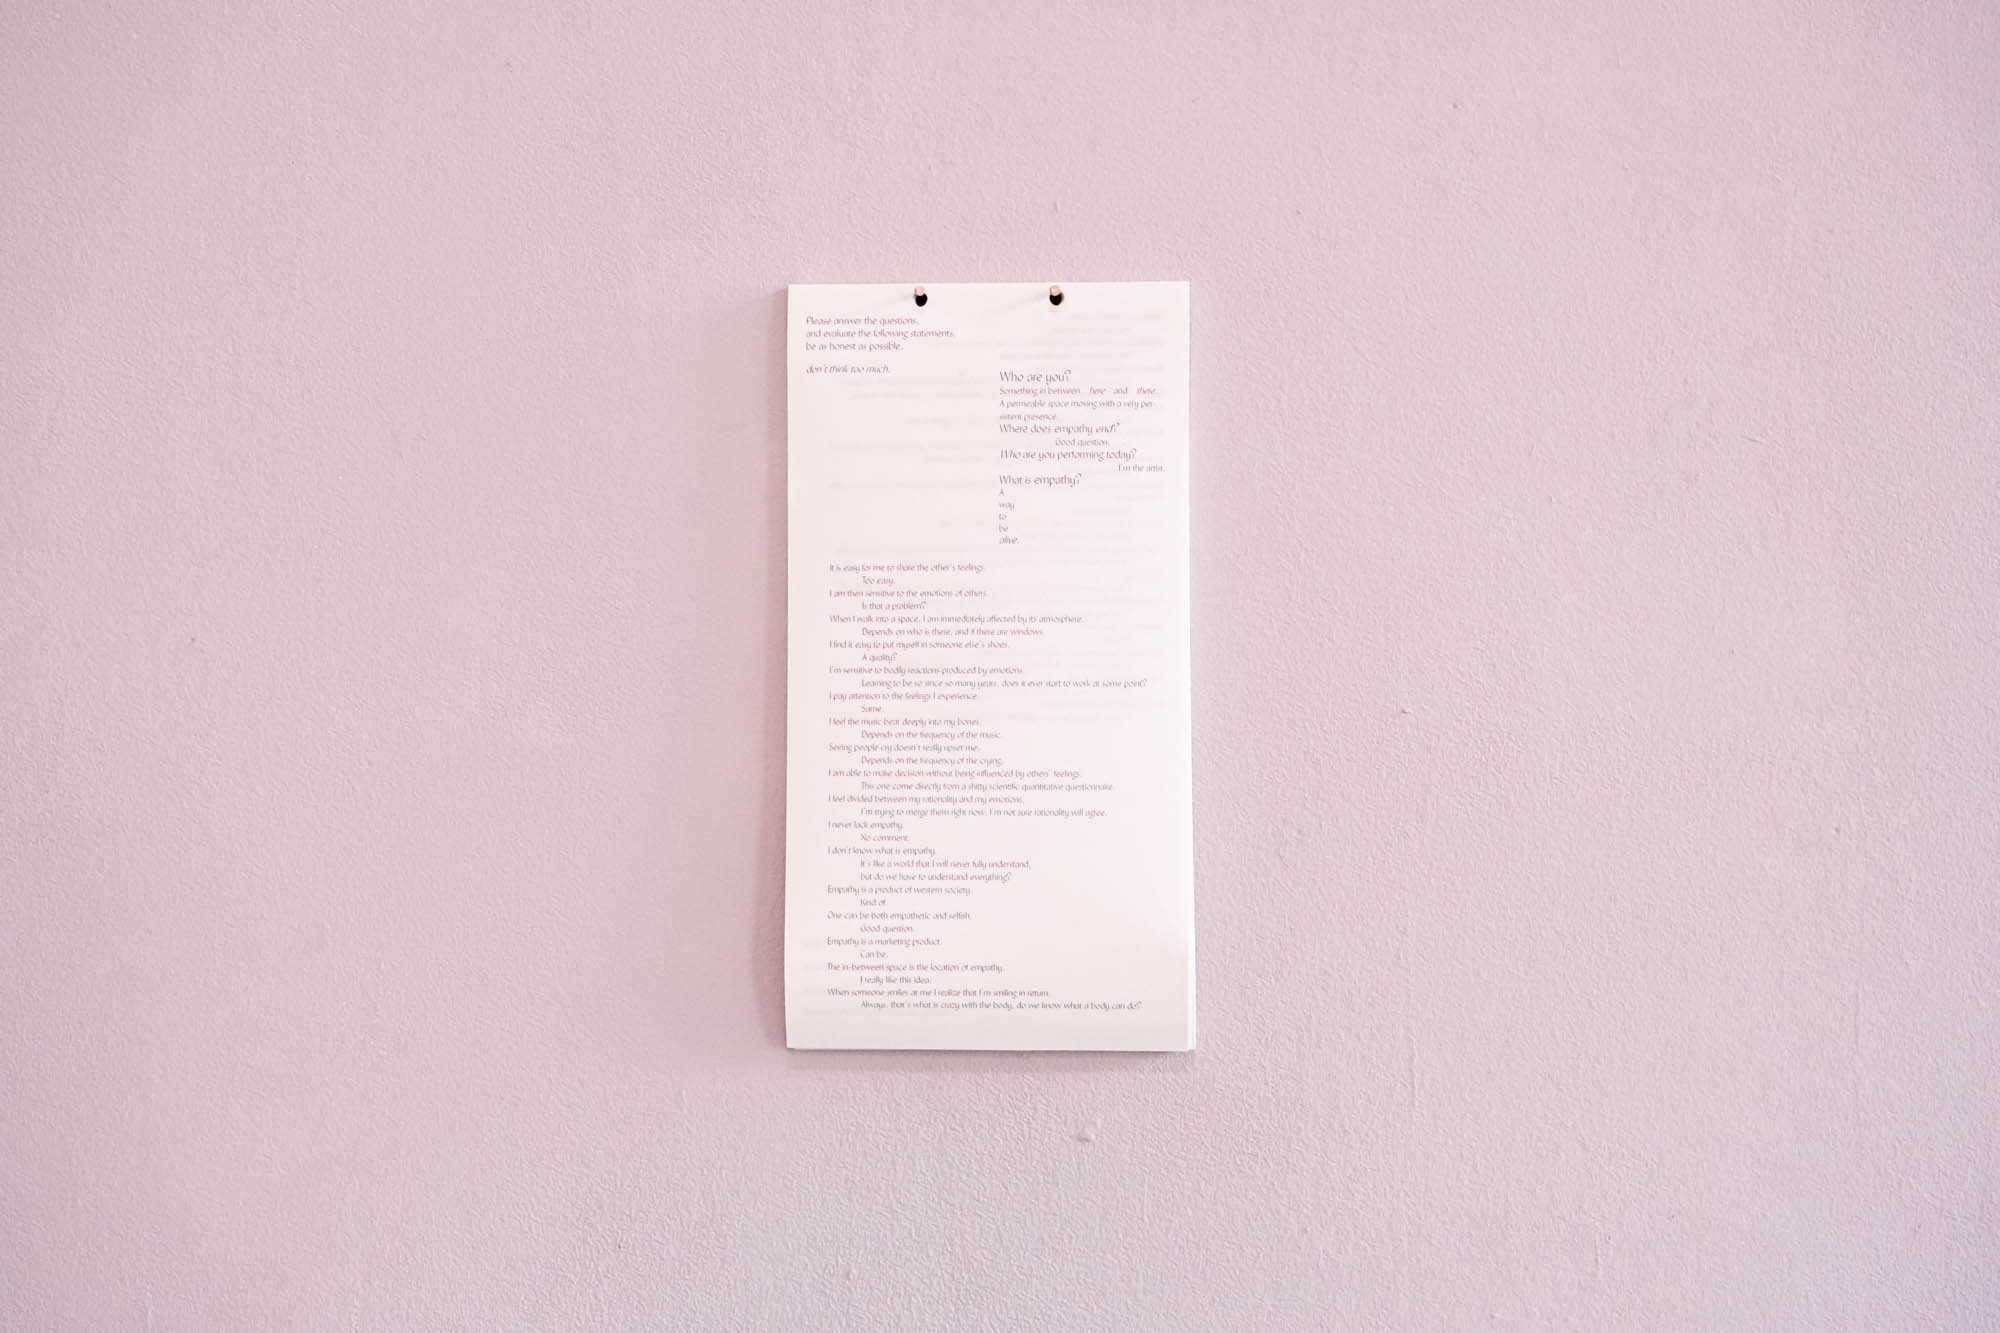 Please answer the questions,
and evaluate the following statements,
be as honest as possible,
don't think too much.
Who are you?
Something in between here and there.
A permeable space moving with a very per-
sistent presence.
Where does empathy end?
Good question.
Who are you performing today?
I'm the artist.
What is empathy?
A
way
to
be
alive.
It is easy for me to share the other's feelings.
Too easy.
I am then sensitive to the emotions of others.
Is that a problem?
When I walk into a space, I am immediately affected by its atmosphere.
Depends on who is there, and if there are windows.
I find it easy to put myself in someone else's shoes.
A quality?
I'm sensitive to bodily reactions produced by emotions.
Learning to be so since so many years, does it ever start to work at some point?
I pay attention to the feelings I experience.
Same.
I feel the music beat deeply into my bones.
Depends on the frequency of the music.
Seeing people cry doesn't really upset me.
Depends on the frequency of the crying.
I am able to make decision without being influenced by others' feelings.
This one come directly from a shitty scientific quantitative questionnaire.
I feel divided between my rationality and my emotions.
I'm trying to merge them right now, I'm not sure rationality will agree.
I never lack empathy.
No comment.
I don't know what is empathy.
It's like a world that I will never fully understand,
but do we have to understand everything?
Empathy is a product of western society.
Kind of.
One can be both empathetic and selfish.
Good question.
Empathy is a marketing product.
Can be.
The in-between space is the location of empathy.
I really like this idea.
When someone smiles at me I realize that I'm smiling in return.
Always, that's what is crazy with the body, do we know what a body can do?